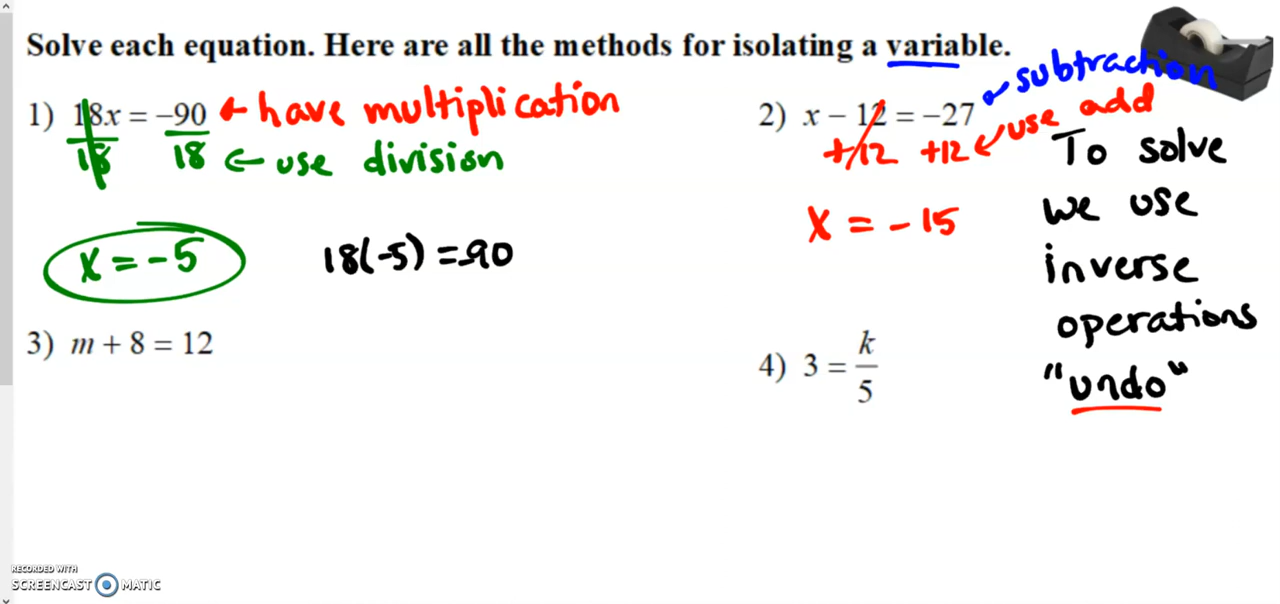 Solve each equation. Here are all the methods for isolating a variable.
1) 18x = −90 ← have multiplication
18 18 ← use division
x = −5
18(-5) = -90
2) x − 12 = −27
subtraction
+12 +12 use add
x = -15
To solve
we use
inverse
operations
"undo"
3) m + 8 = 12
4) 3 = k/5
RECORDED WITH
SCREENCAST MATIC